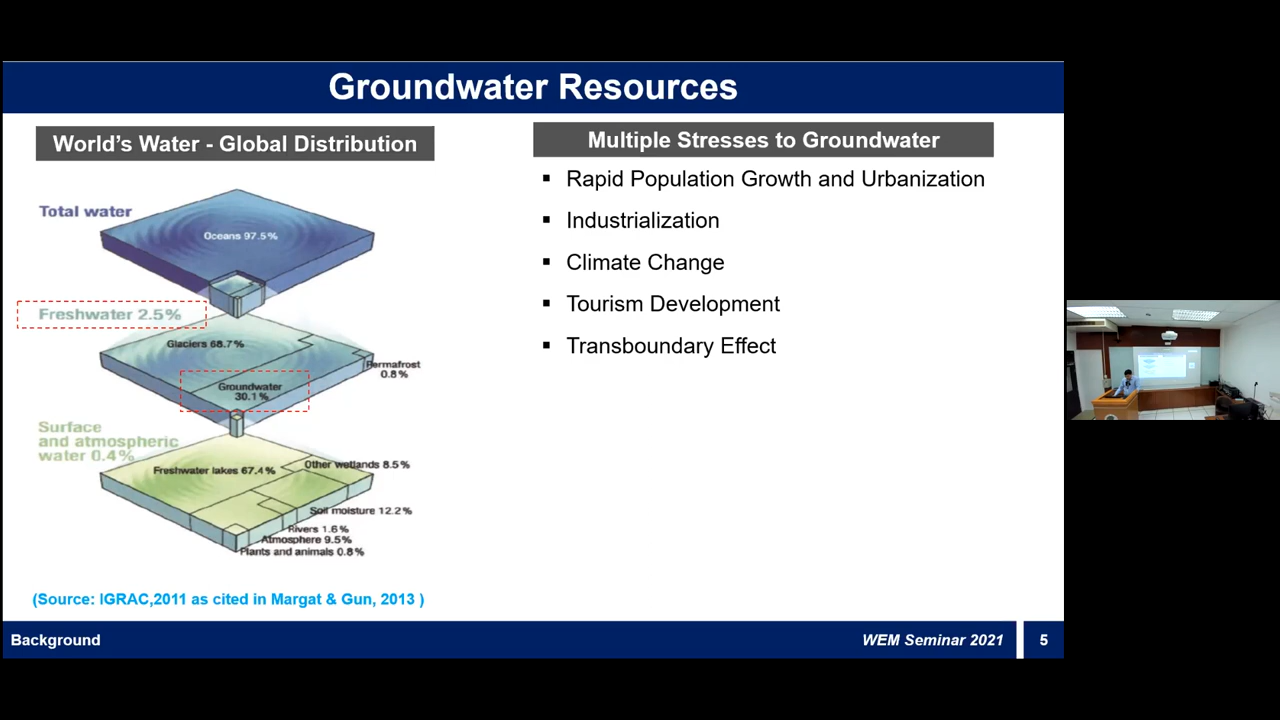 Groundwater Resources
World's Water - Global Distribution
Total water
Oceans 97.5%
Freshwater 2.5%
Glaciers 68.7%
Permafrost
0.8%
Groundwater
30.1%
Surface
and atmospheric
water 0.4%
Freshwater lakes 67.4%
Other wetlands 8.5%
Soil moisture 12.2%
Rivers 1.6%
Atmosphere 9.5%
Plants and animals 0.8%
(Source: IGRAC,2011 as cited in Margat & Gun, 2013 )
Multiple Stresses to Groundwater
▪ Rapid Population Growth and Urbanization
▪ Industrialization
▪ Climate Change
▪ Tourism Development
▪ Transboundary Effect
Background
WEM Seminar 2021
5